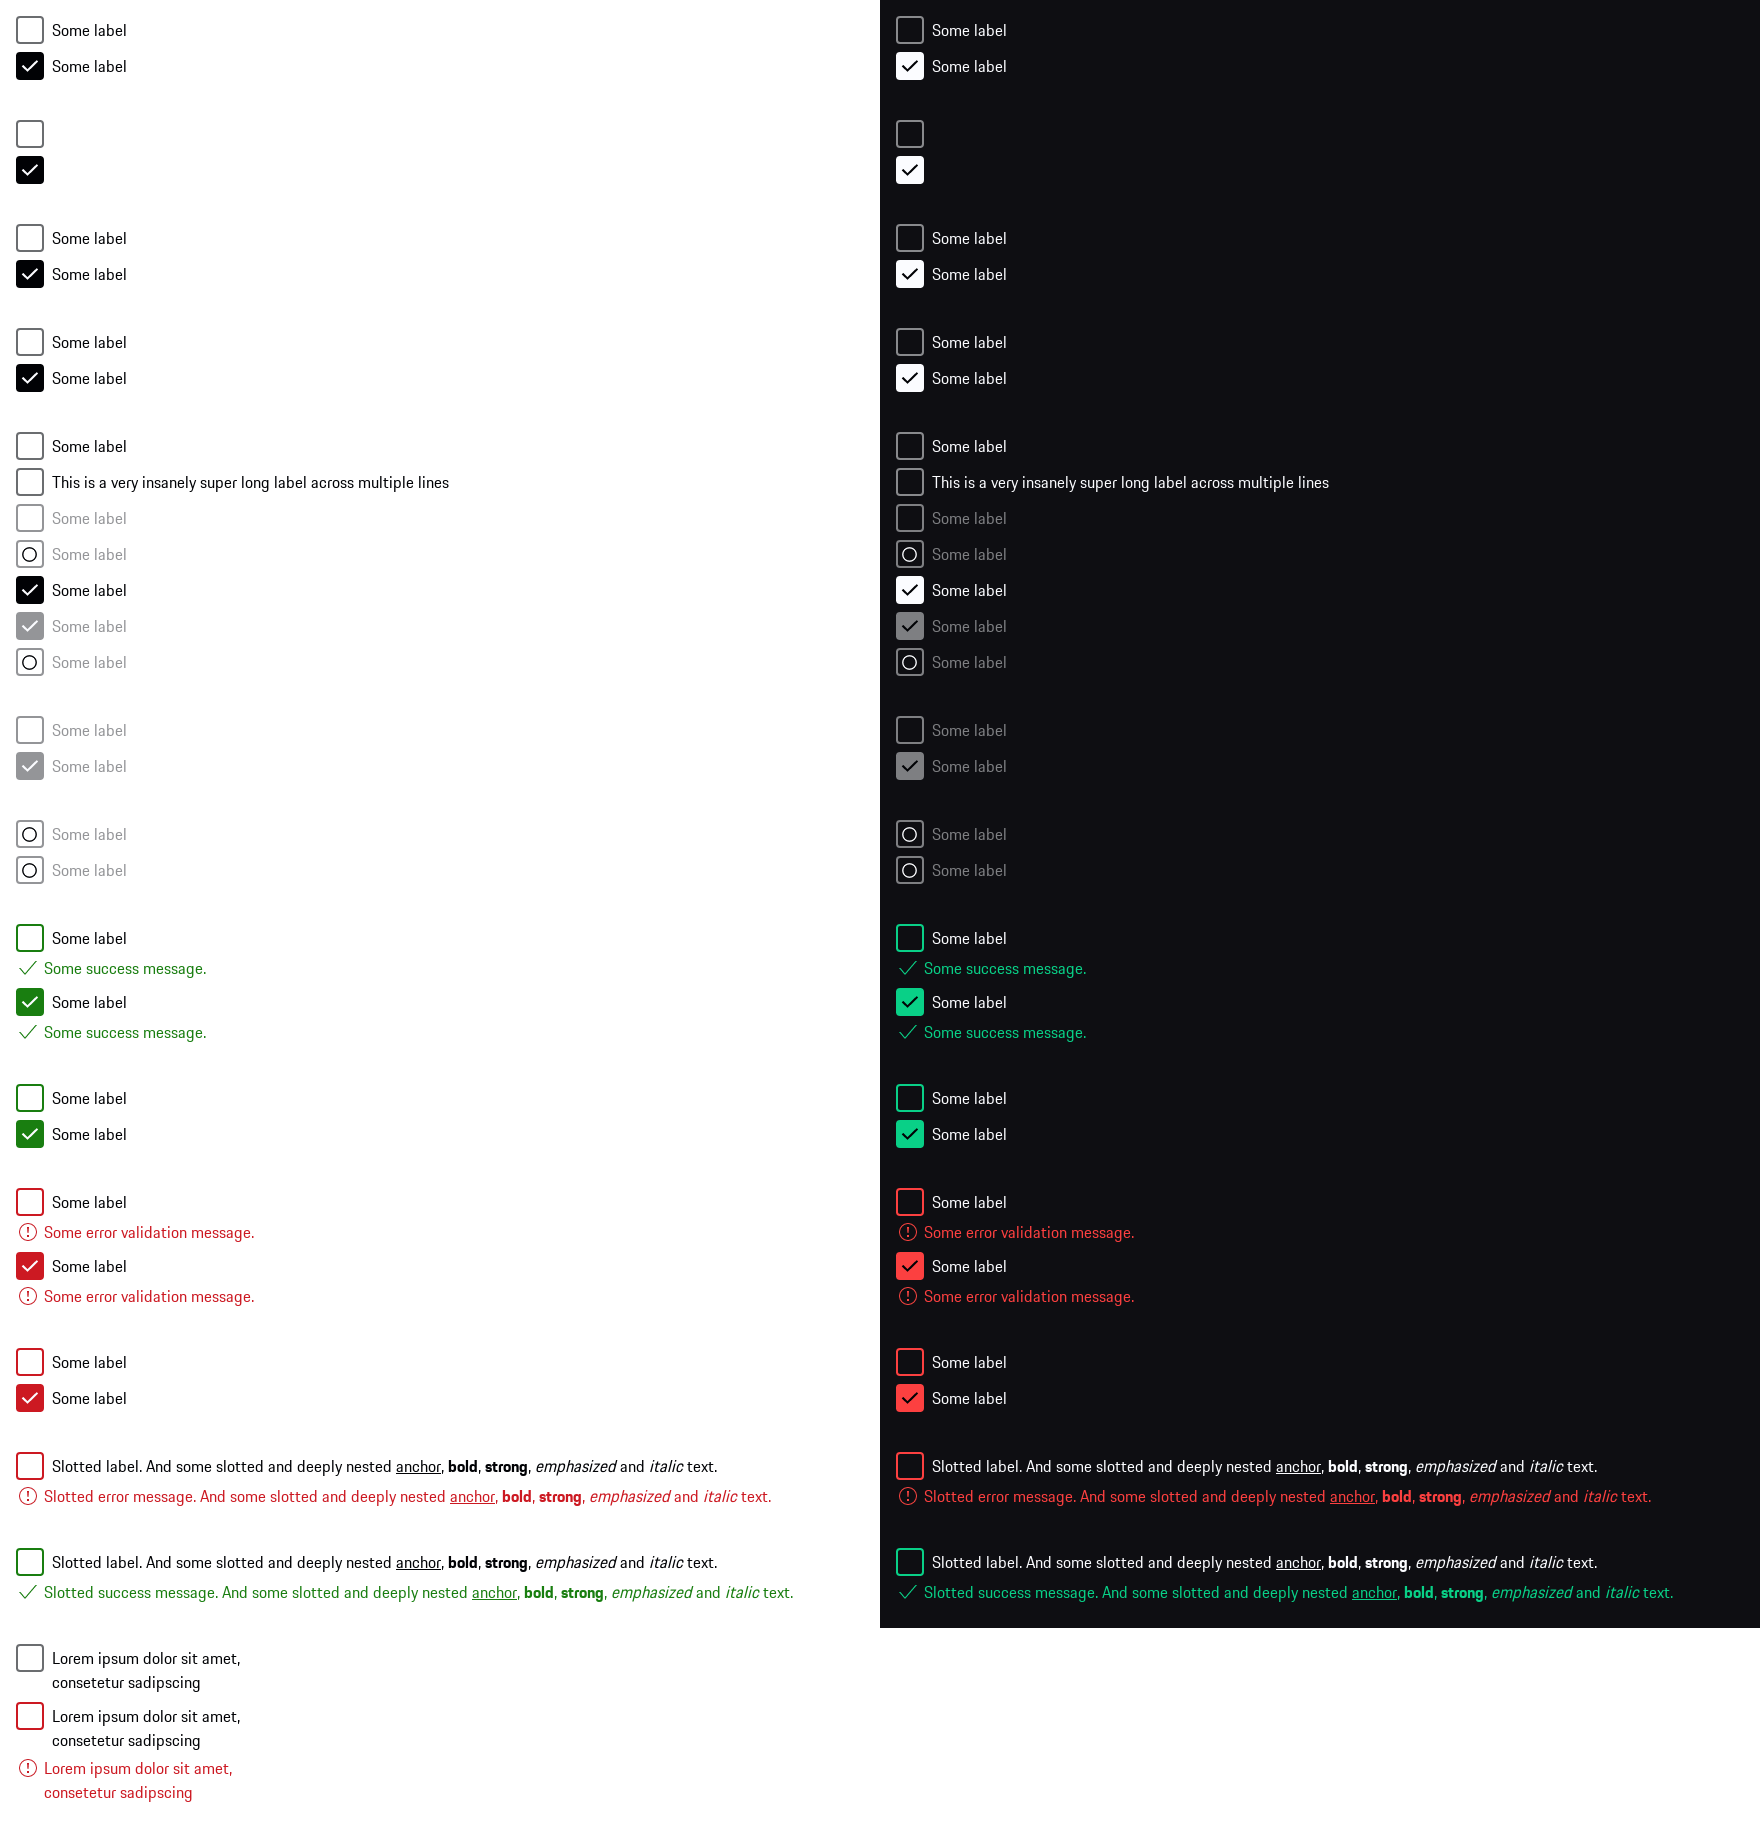 Some label
Some label
Some label
Some label
Some label
Some label
Some label
This is a very insanely super long label across multiple lines
Some label
Some label
Some label
Some label
Some label
Some label
Some label
Some label
Some label
Some label
Some success message.
Some label
Some success message.
Some label
Some label
Some label
Some error validation message.
Some label
Some error validation message.
Some label
Some label
Slotted label. And some slotted and deeply nested anchor, bold, strong, emphasized and italic text.
Slotted error message. And some slotted and deeply nested anchor, bold, strong, emphasized and italic text.
Slotted label. And some slotted and deeply nested anchor, bold, strong, emphasized and italic text.
Slotted success message. And some slotted and deeply nested anchor, bold, strong, emphasized and italic text.
Lorem ipsum dolor sit amet,
consetetur sadipscing
Lorem ipsum dolor sit amet,
consetetur sadipscing
Lorem ipsum dolor sit amet,
consetetur sadipscing
Some label
Some label
Some label
Some label
Some label
Some label
Some label
This is a very insanely super long label across multiple lines
Some label
Some label
Some label
Some label
Some label
Some label
Some label
Some label
Some label
Some label
Some success message.
Some label
Some success message.
Some label
Some label
Some label
Some error validation message.
Some label
Some error validation message.
Some label
Some label
Slotted label. And some slotted and deeply nested anchor, bold, strong, emphasized and italic text.
Slotted error message. And some slotted and deeply nested anchor, bold, strong, emphasized and italic text.
Slotted label. And some slotted and deeply nested anchor, bold, strong, emphasized and italic text.
Slotted success message. And some slotted and deeply nested anchor, bold, strong, emphasized and italic text.